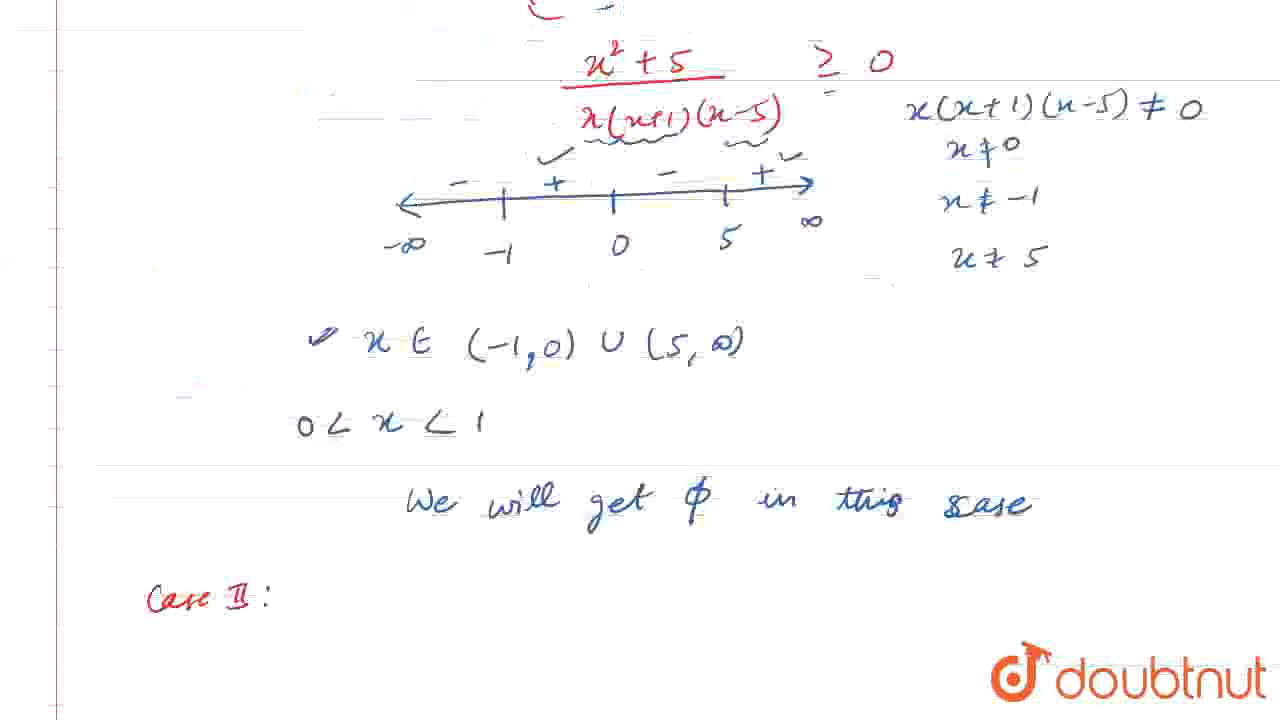 x² + 5 ≥ 0
x(x+1)(x-5)
x(x+1)(x-5) ≠ 0
x ≠ 0
x ≠ -1
x ≠ 5
- + - +
-∞ -1 0 5 ∞
x ∈ (-1,0) ∪ (5,∞)
0 < x < 1
We will get ϕ in this case
Case II :
doubtnut